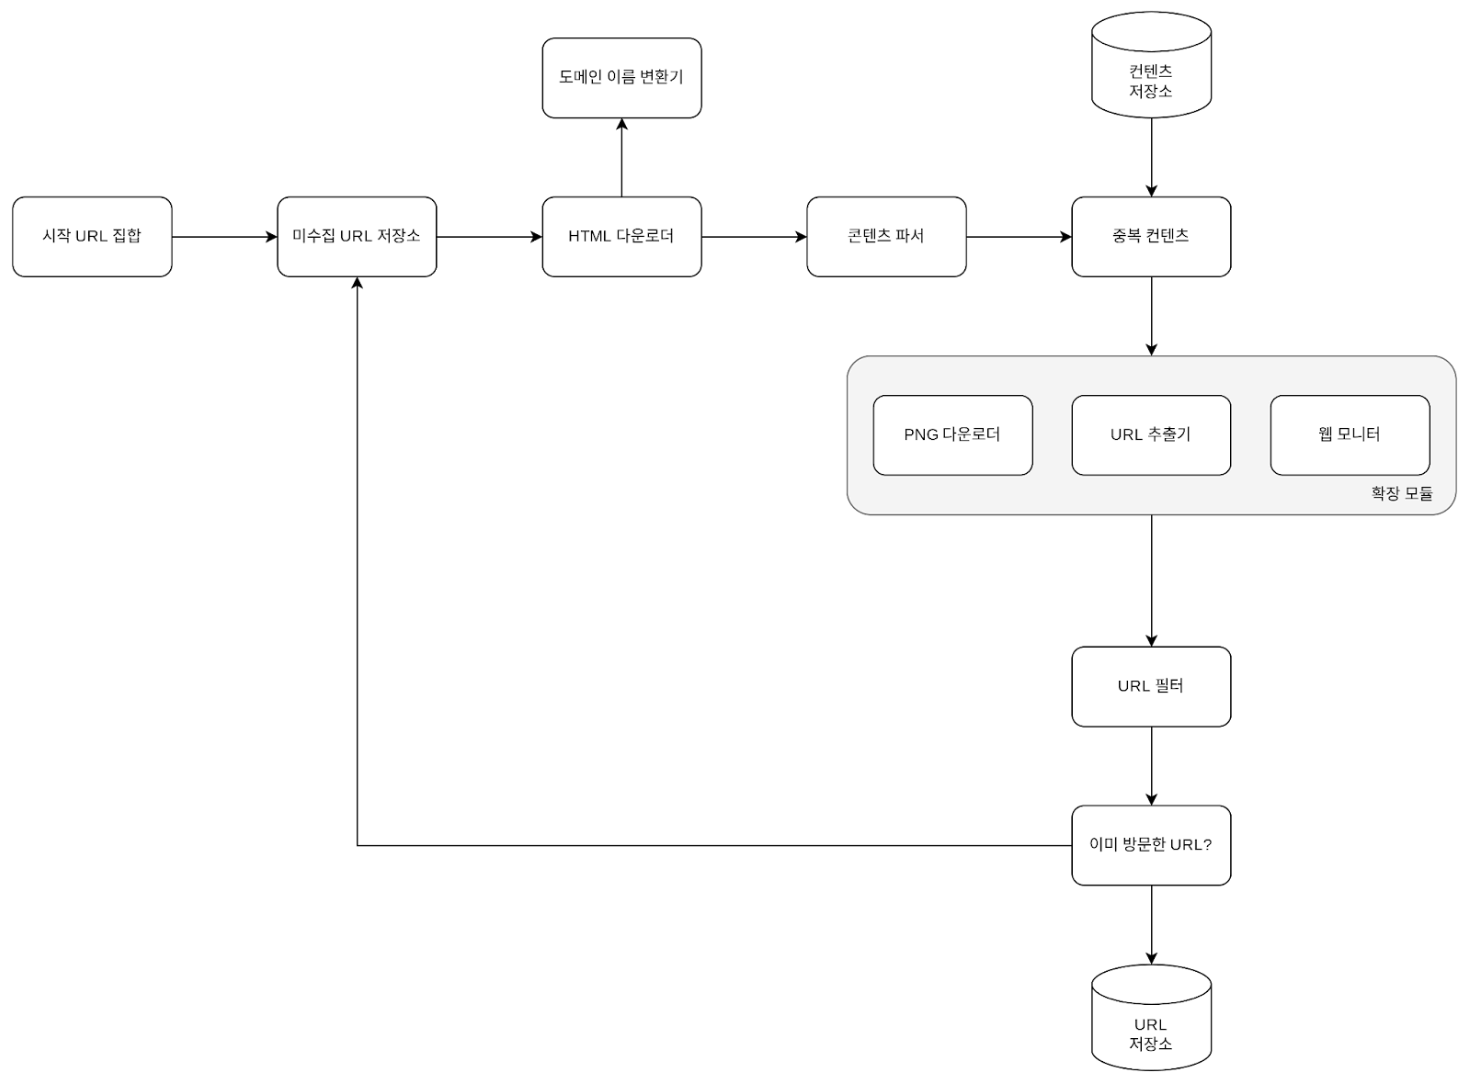 도메인 이름 변환기
컨텐츠
저장소
시작 URL 집합
미수집 URL 저장소
HTML 다운로더
콘텐츠 파서
중복 컨텐츠
PNG 다운로더
URL 추출기
웹 모니터
확장 모듈
URL 필터
이미 방문한 URL?
URL
저장소